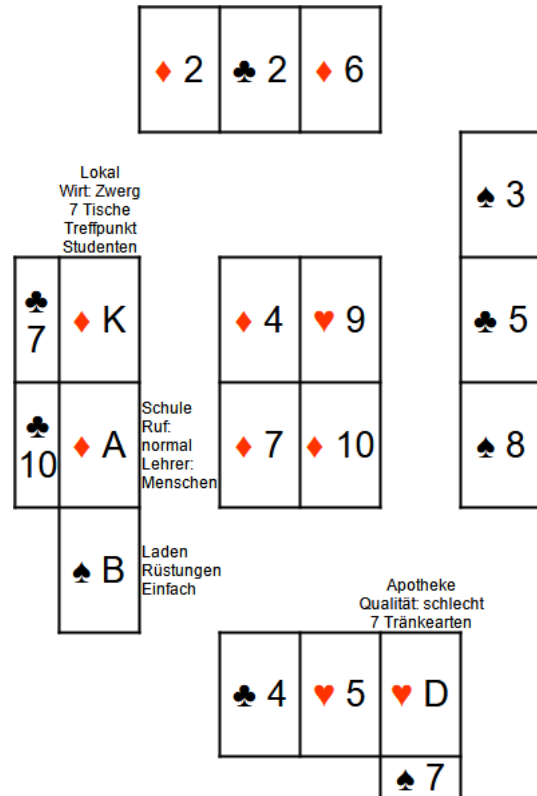 ♦ 2 ♣ 2 ♦ 6
♠ 3
Lokal
Wirt: Zwerg
7 Tische
Treffpunkt
Studenten
♣ 7
♦ K
♦ 4 ♥ 9
♣ 5
♣ 10
♦ A
Schule
Ruf:
normal
Lehrer:
Menschen
♦ 7 ♦ 10
♠ 8
♠ B
Laden
Rüstungen
Einfach
Apotheke
Qualität: schlecht
7 Tränkearten
♣ 4 ♥ 5 ♥ D
♠ 7